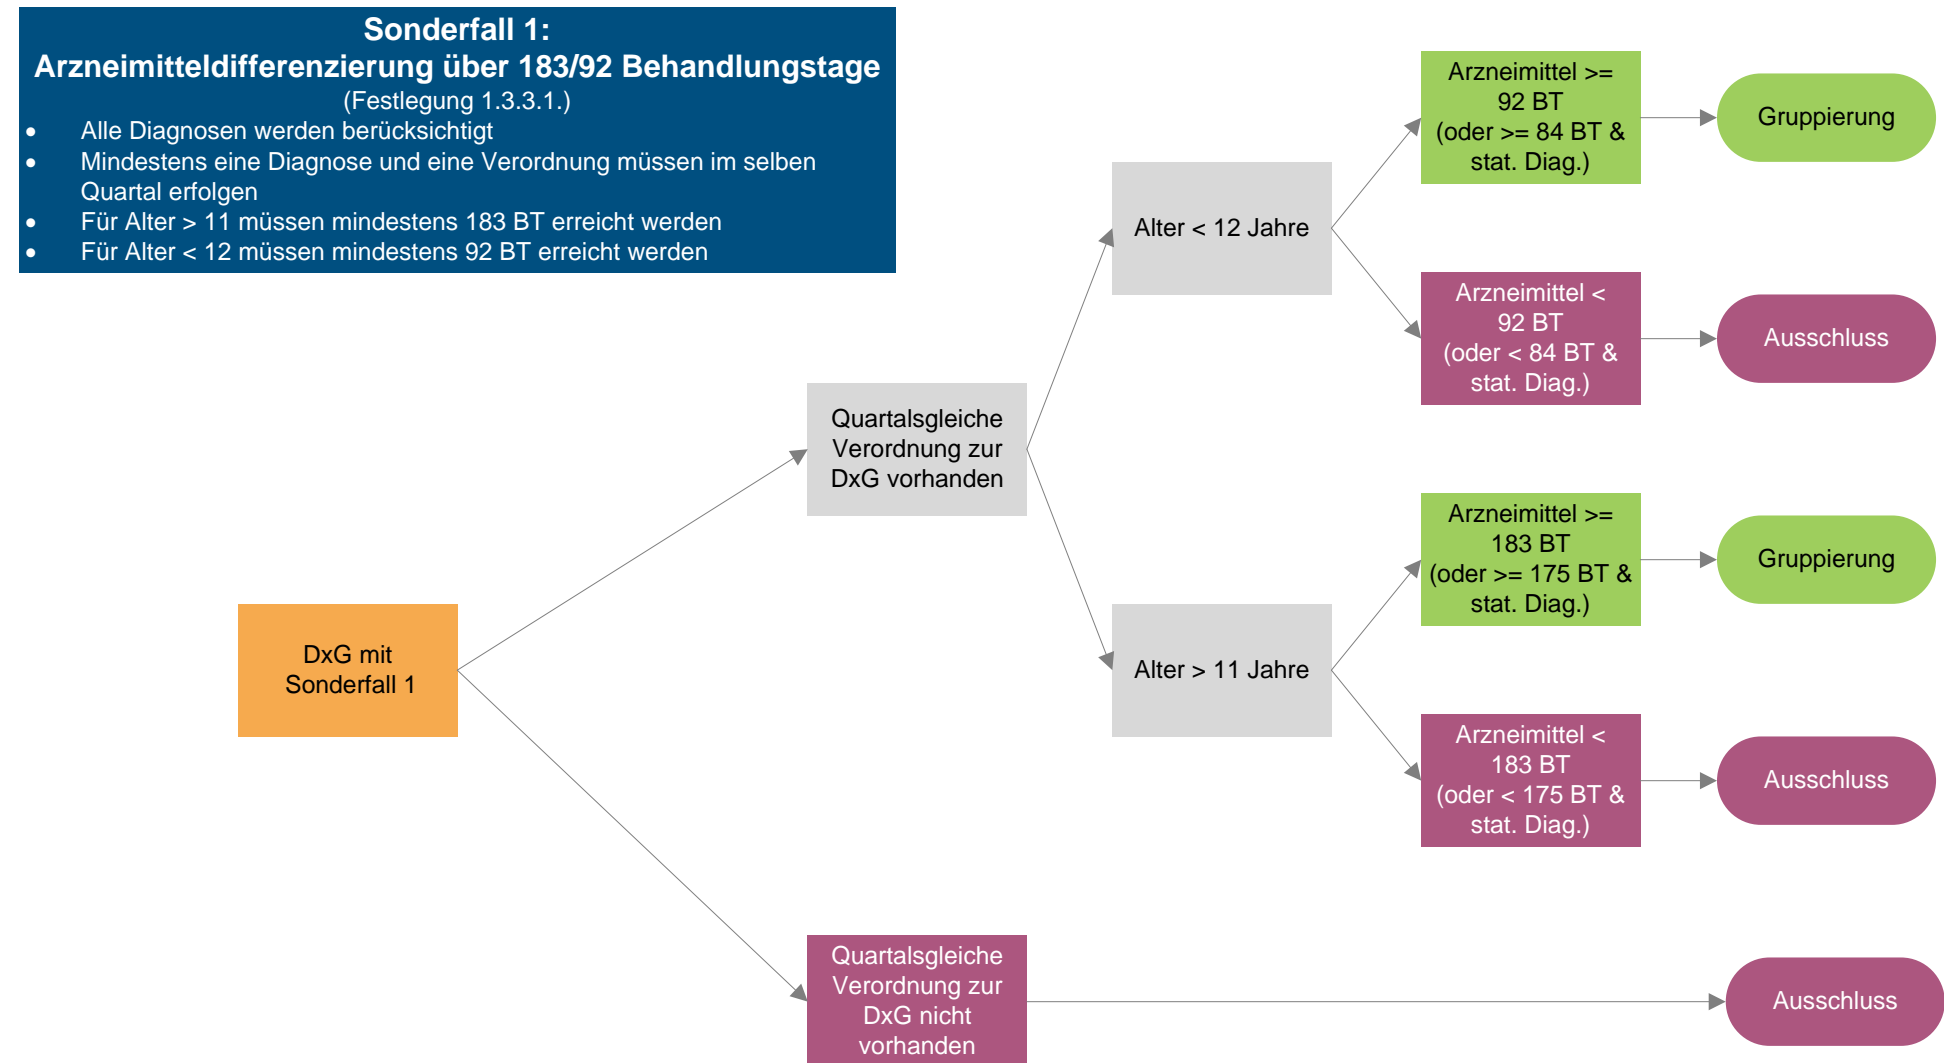 Sonderfall 1:
Arzneimitteldifferenzierung über 183/92 Behandlungstage
(Festlegung 1.3.3.1.)
• Alle Diagnosen werden berücksichtigt
• Mindestens eine Diagnose und eine Verordnung müssen im selben
Quartal erfolgen
• Für Alter > 11 müssen mindestens 183 BT erreicht werden
• Für Alter < 12 müssen mindestens 92 BT erreicht werden
DxG mit
Sonderfall 1
Quartalsgleiche
Verordnung zur
DxG vorhanden
Alter < 12 Jahre
Arzneimittel >=
92 BT
(oder >= 84 BT &
stat. Diag.)
Gruppierung
Arzneimittel <
92 BT
(oder < 84 BT &
stat. Diag.)
Ausschluss
Alter > 11 Jahre
Arzneimittel >=
183 BT
(oder >= 175 BT &
stat. Diag.)
Gruppierung
Arzneimittel <
183 BT
(oder < 175 BT &
stat. Diag.)
Ausschluss
Quartalsgleiche
Verordnung zur
DxG nicht
vorhanden
Ausschluss